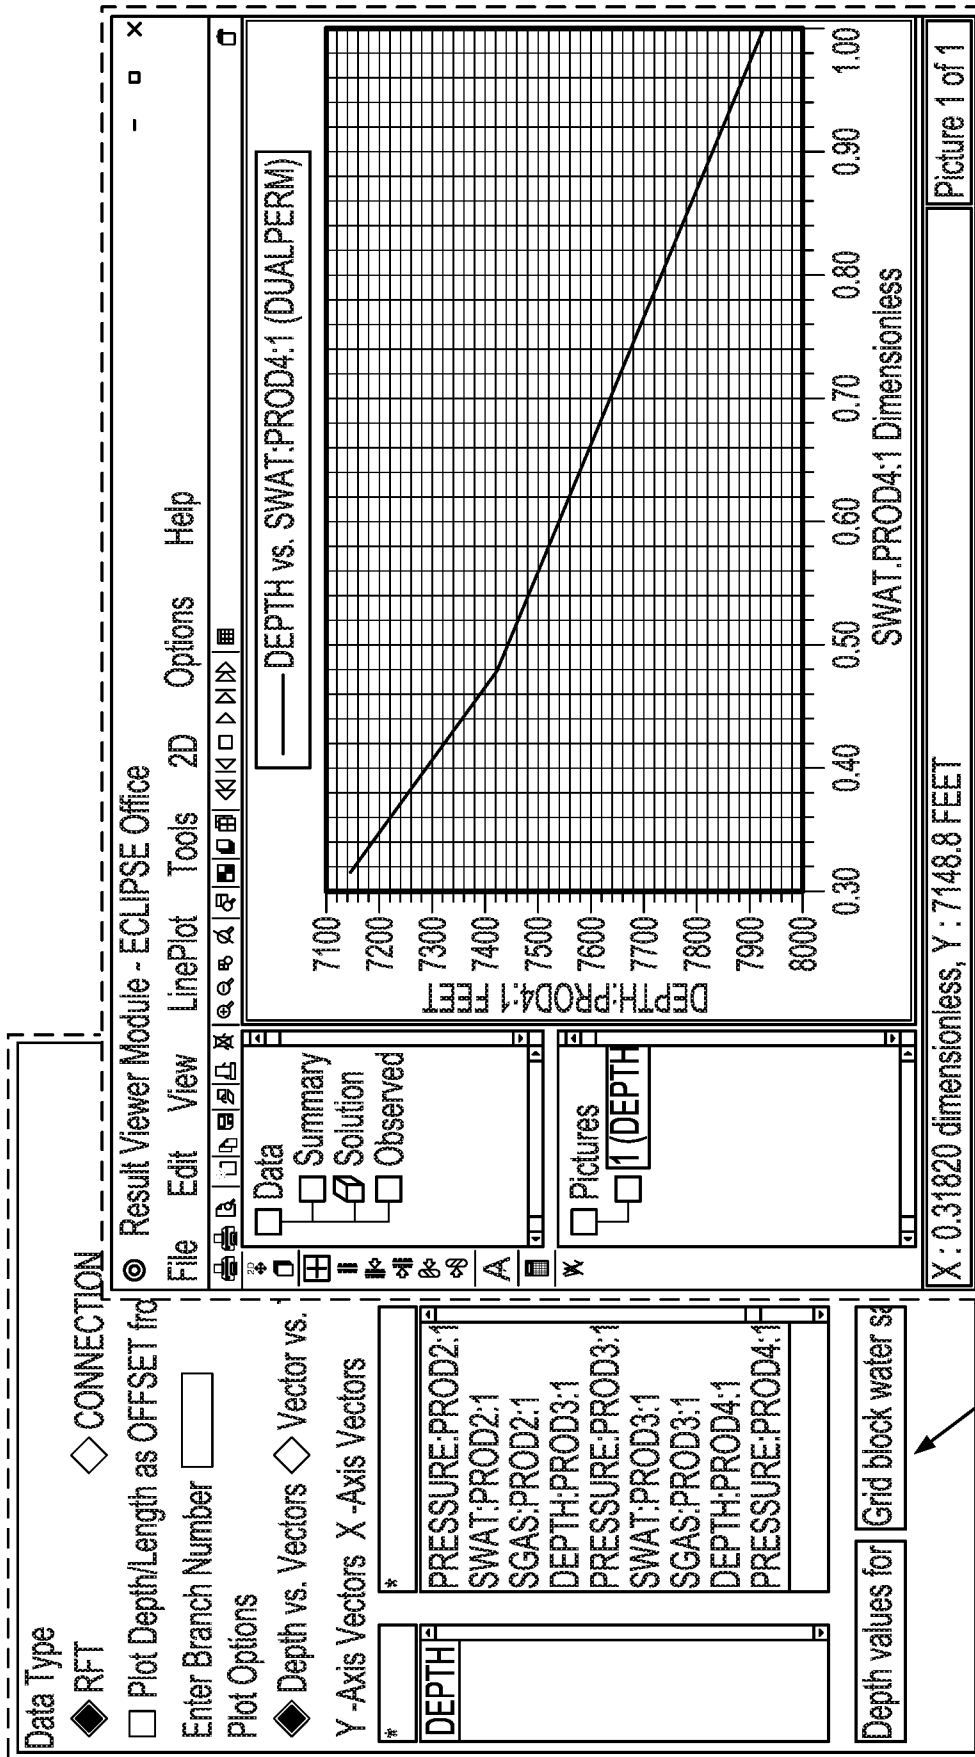 Data Type
RFT
CONNECTION
Plot Depth/Length as OFFSET fro
Enter Branch Number
Plot Options
Depth vs. Vectors
Vector vs.
Y -Axis Vectors X -Axis Vectors
*
*
DEPTH
PRESSURE:PROD2:1
SWAT:PROD2:1
SGAS:PROD2:1
DEPTH:PROD3:1
PRESSURE:PROD3:1
SWAT:PROD3:1
SGAS:PROD3:1
DEPTH:PROD4:1
PRESSURE:PROD4:1
Depth values for
Grid block water sa
Result Viewer Module - ECLIPSE Office
File Edit View LinePlot Tools 2D Options Help
2D
A
Data
Summary
Solution
Observed
Pictures
1 (DEPTH
DEPTH vs. SWAT:PROD4:1 (DUALPERM)
DEPTH:PROD4:1 FEET
7100
7200
7300
7400
7500
7600
7700
7800
7900
8000
0.30 0.40 0.50 0.60 0.70 0.80 0.90 1.00
SWAT.PROD4:1 Dimensionless
X : 0.31820 dimensionless, Y : 7148.8 FEET
Picture 1 of 1